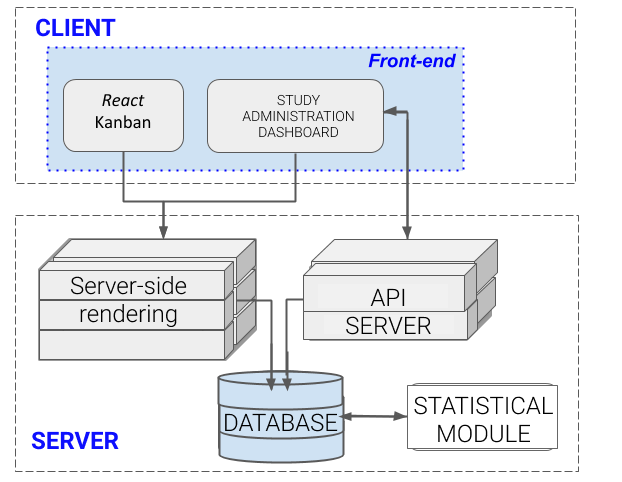 CLIENT
Front-end
React
Kanban
STUDY
ADMINISTRATION
DASHBOARD
Server-side
rendering
API
SERVER
DATABASE
STATISTICAL
MODULE
SERVER